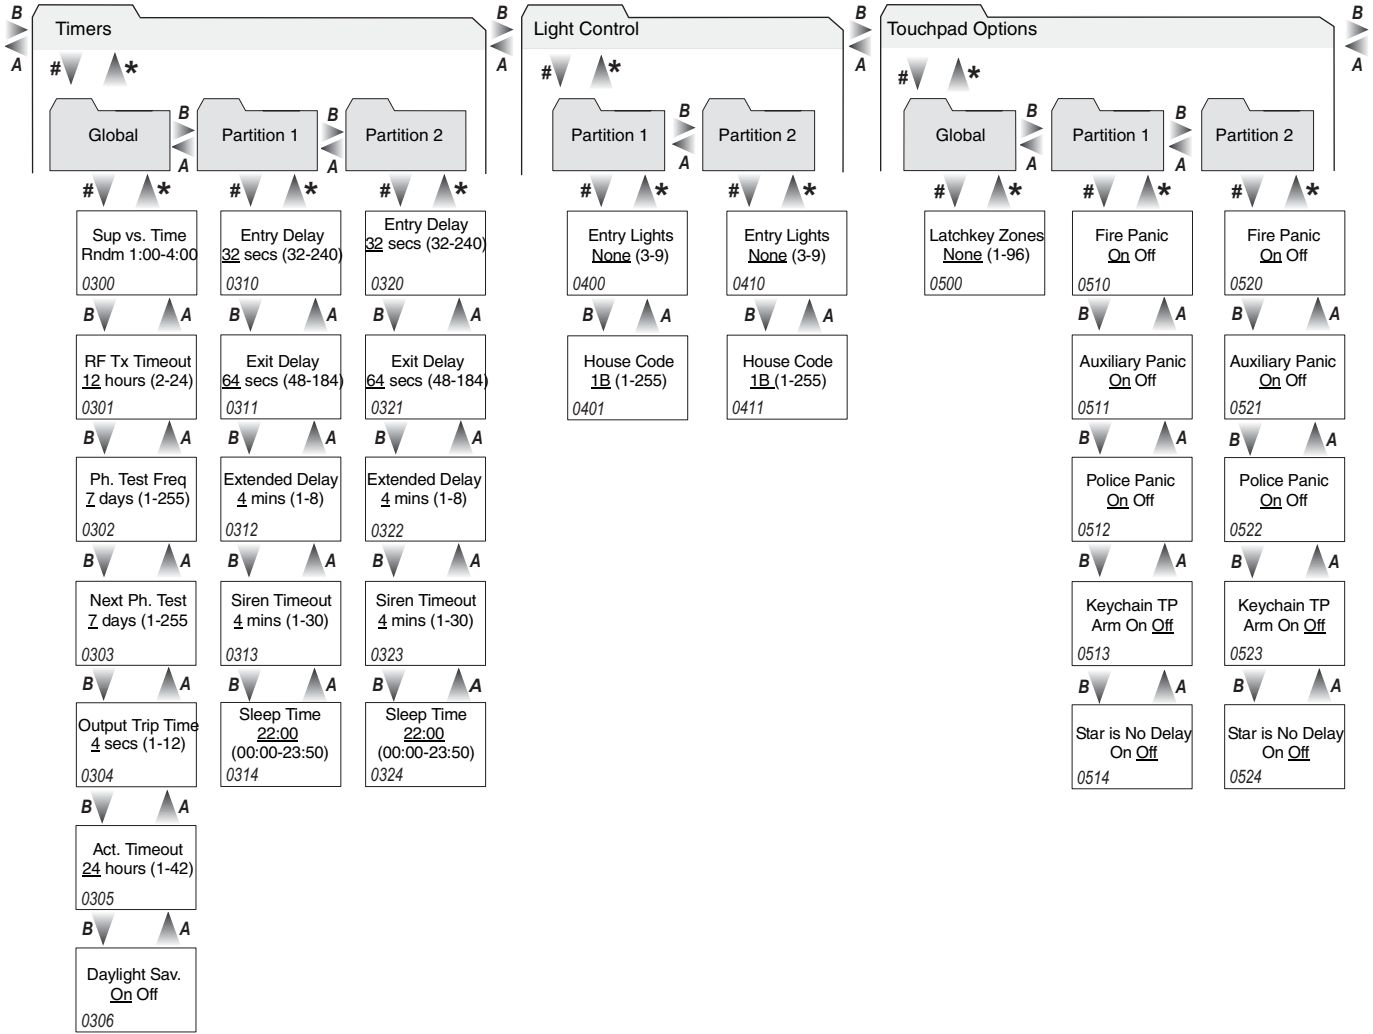 B
A
Timers
B
A
Light Control
B
A
Touchpad Options
B
A
# *
# *
# *
Global
B
A
Partition 1
B
A
Partition 2
Partition 1
B
A
Partition 2
Global
B
A
Partition 1
B
A
Partition 2
# *
# *
# *
# *
# *
# *
# *
# *
Sup vs. Time
Rndm 1:00-4:00
0300
B A
RF Tx Timeout
12 hours (2-24)
0301
B A
Ph. Test Freq
7 days (1-255)
0302
B A
Next Ph. Test
7 days (1-255
0303
B A
Output Trip Time
4 secs (1-12)
0304
B A
Act. Timeout
24 hours (1-42)
0305
B A
Daylight Sav.
On Off
0306
Entry Delay
32 secs (32-240)
0310
B A
Exit Delay
64 secs (48-184)
0311
B A
Extended Delay
4 mins (1-8)
0312
B A
Siren Timeout
4 mins (1-30)
0313
B A
Sleep Time
22:00
(00:00-23:50)
0314
Entry Delay
32 secs (32-240)
0320
B A
Exit Delay
64 secs (48-184)
0321
B A
Extended Delay
4 mins (1-8)
0322
B A
Siren Timeout
4 mins (1-30)
0323
B A
Sleep Time
22:00
(00:00-23:50)
0324
Entry Lights
None (3-9)
0400
B A
House Code
1B (1-255)
0401
Entry Lights
None (3-9)
0410
B A
House Code
1B (1-255)
0411
Latchkey Zones
None (1-96)
0500
Fire Panic
On Off
0510
B A
Auxiliary Panic
On Off
0511
B A
Police Panic
On Off
0512
B A
Keychain TP
Arm On Off
0513
B A
Star is No Delay
On Off
0514
Fire Panic
On Off
0520
B A
Auxiliary Panic
On Off
0521
B A
Police Panic
On Off
0522
B A
Keychain TP
Arm On Off
0523
B A
Star is No Delay
On Off
0524